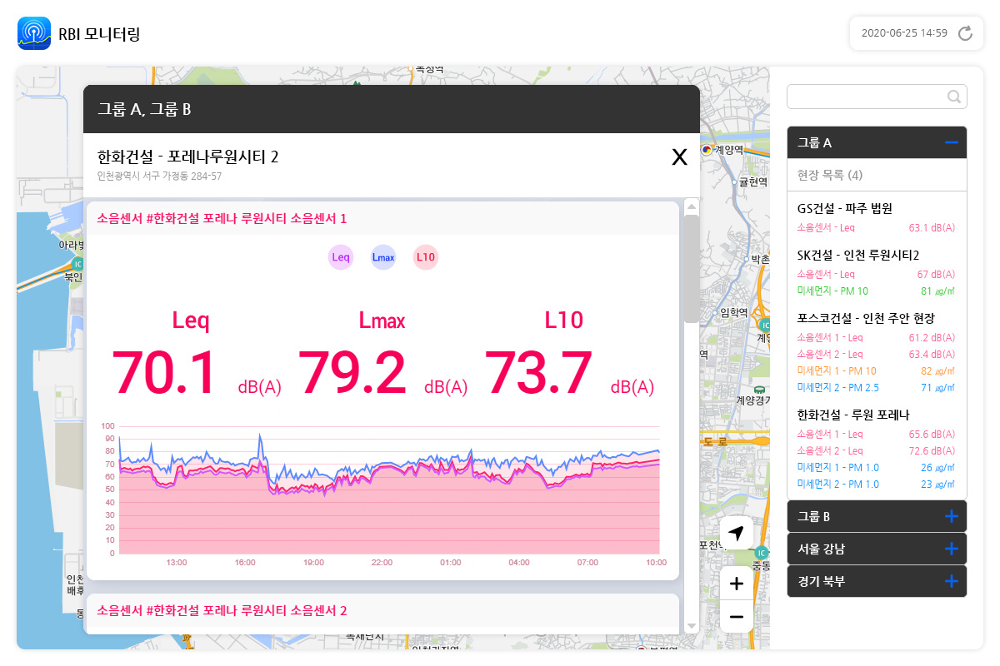 RBI 모니터링
2020-06-25 14:59
그룹 A, 그룹 B
한화건설 - 포레나루원시티 2
X
인천광역시 서구 가정동 284-57
소음센서 #한화건설 포레나 루원시티 소음센서 1
Leq Lmax L10
Leq Lmax L10
70.1 dB(A) 79.2 dB(A) 73.7 dB(A)
100
90
80
70
60
50
40
30
20
10
0
13:00 16:00 19:00 22:00 01:00 04:00 07:00 10:00
소음센서 #한화건설 포레나 루원시티 소음센서 2
계양역
귤현역
박촌
임학역
IC
역
계양경기
도로
포천
IC
중동
+
−
아라빛
IC
북인
인천
배후
그룹 A
현장 목록 (4)
GS건설 - 파주 법원
소음센서 - Leq 63.1 dB(A)
SK건설 - 인천 루원시티2
소음센서 - Leq 67 dB(A)
미세먼지 - PM 10 81 ㎍/㎥
포스코건설 - 인천 주안 현장
소음센서 1 - Leq 61.2 dB(A)
소음센서 2 - Leq 63.4 dB(A)
미세먼지 1 - PM 10 82 ㎍/㎥
미세먼지 2 - PM 2.5 71 ㎍/㎥
한화건설 - 루원 포레나
소음센서 1 - Leq 65.6 dB(A)
소음센서 2 - Leq 72.6 dB(A)
미세먼지 1 - PM 1.0 26 ㎍/㎥
미세먼지 2 - PM 1.0 23 ㎍/㎥
그룹 B
서울 강남
경기 북부